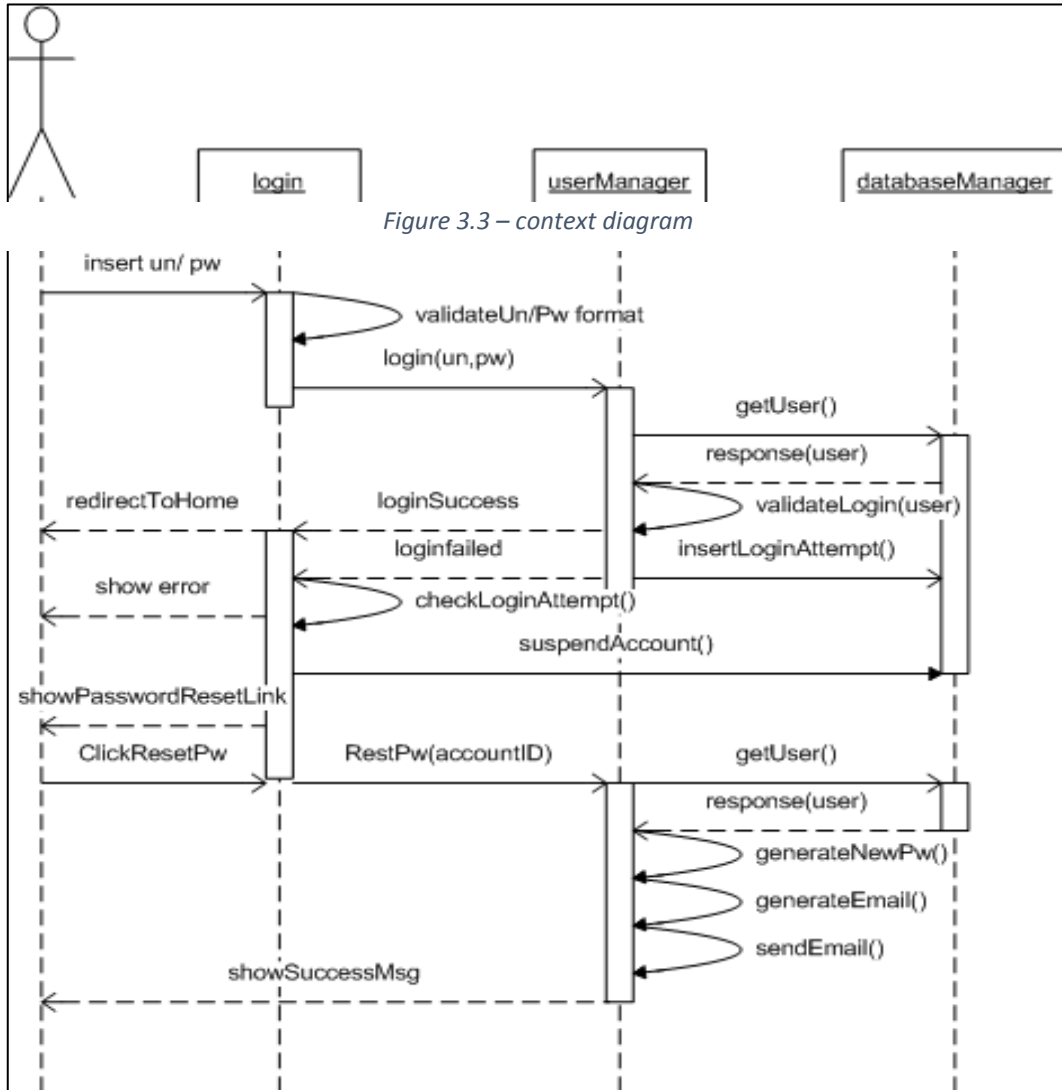 login
userManager
databaseManager
Figure 3.3 – context diagram
insert un/ pw
validateUn/Pw format
login(un,pw)
getUser()
response(user)
validateLogin(user)
redirectToHome
loginSuccess
loginfailed
insertLoginAttempt()
show error
checkLoginAttempt()
suspendAccount()
showPasswordResetLink
ClickResetPw
RestPw(accountID)
getUser()
response(user)
generateNewPw()
generateEmail()
sendEmail()
showSuccessMsg